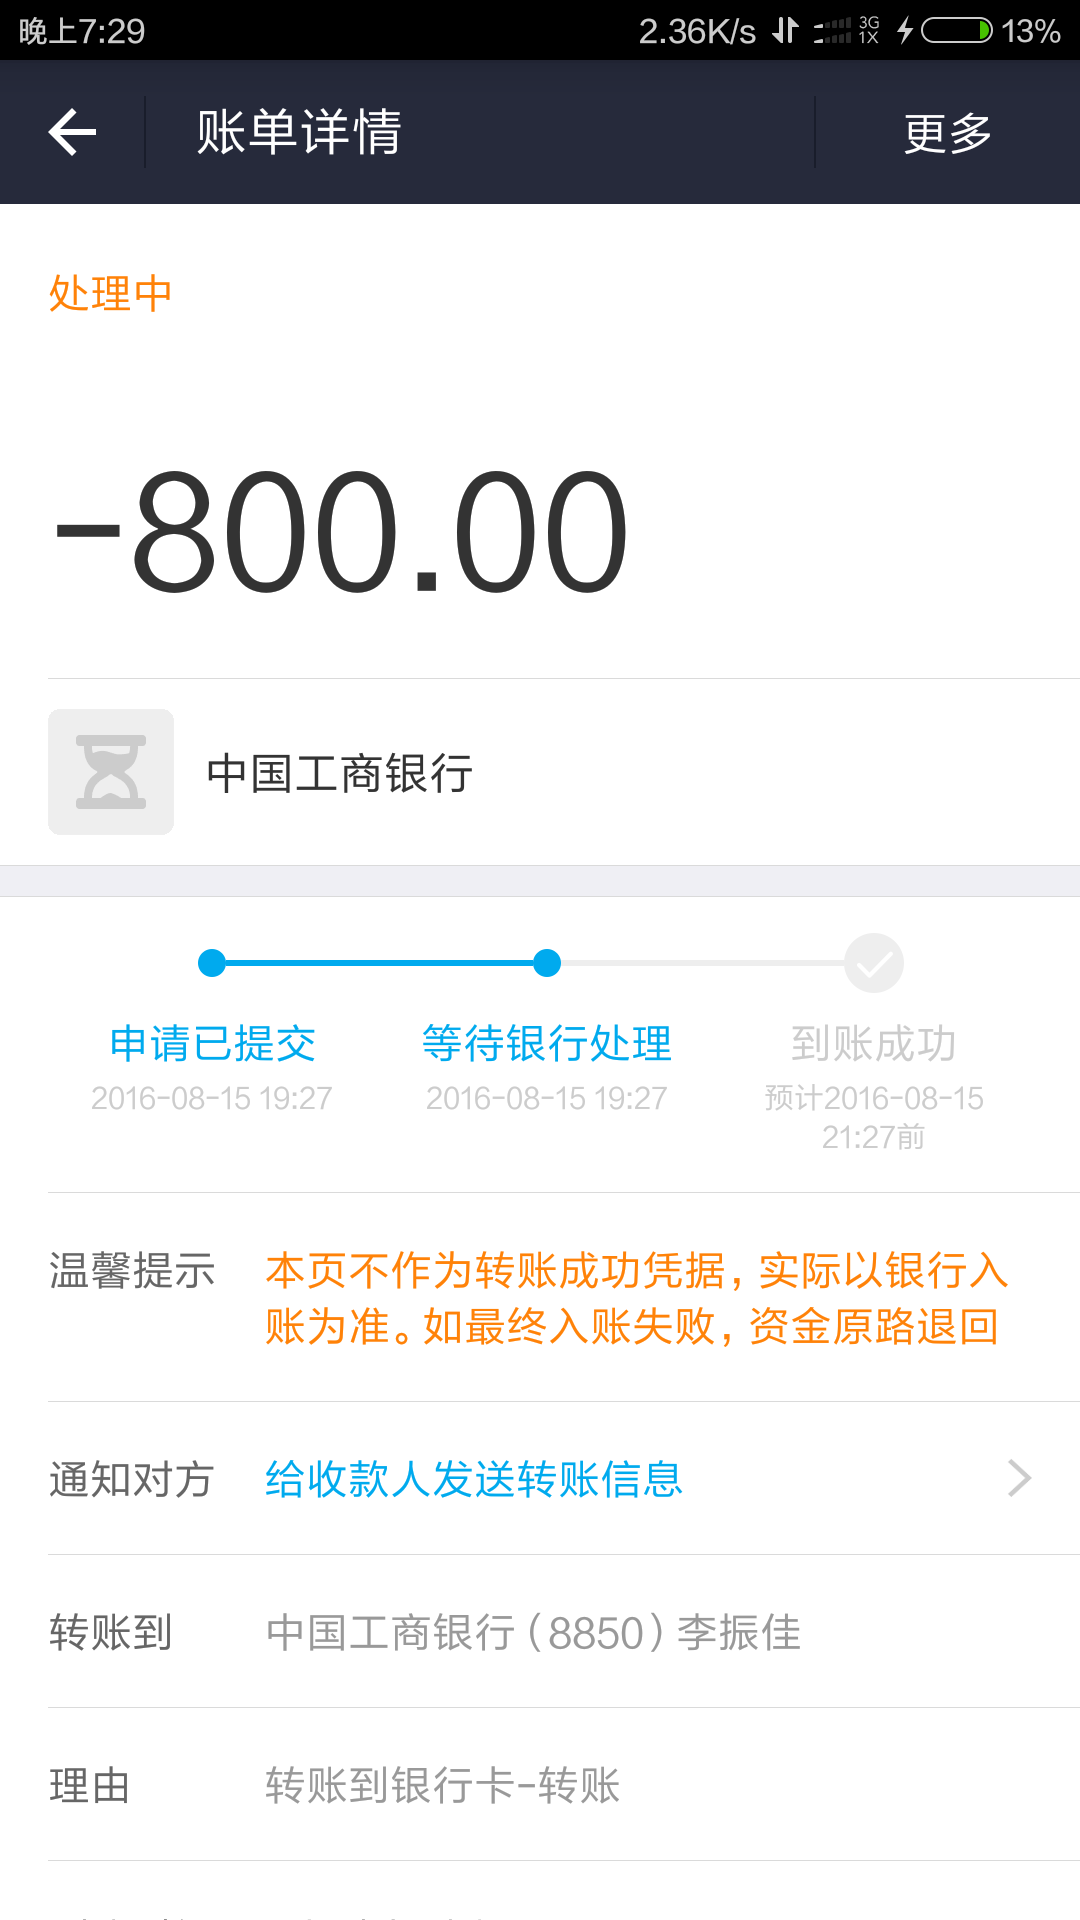 晚上7:29
2.36K/s 3G 1X 13%
账单详情 更多
处理中
-800.00
中国工商银行
申请已提交 等待银行处理 到账成功
2016-08-15 19:27 2016-08-15 19:27 预计2016-08-15
21:27前
温馨提示 本页不作为转账成功凭据，实际以银行入
账为准。如最终入账失败，资金原路退回
通知对方 给收款人发送转账信息
转账到 中国工商银行（8850）李振佳
理由 转账到银行卡-转账